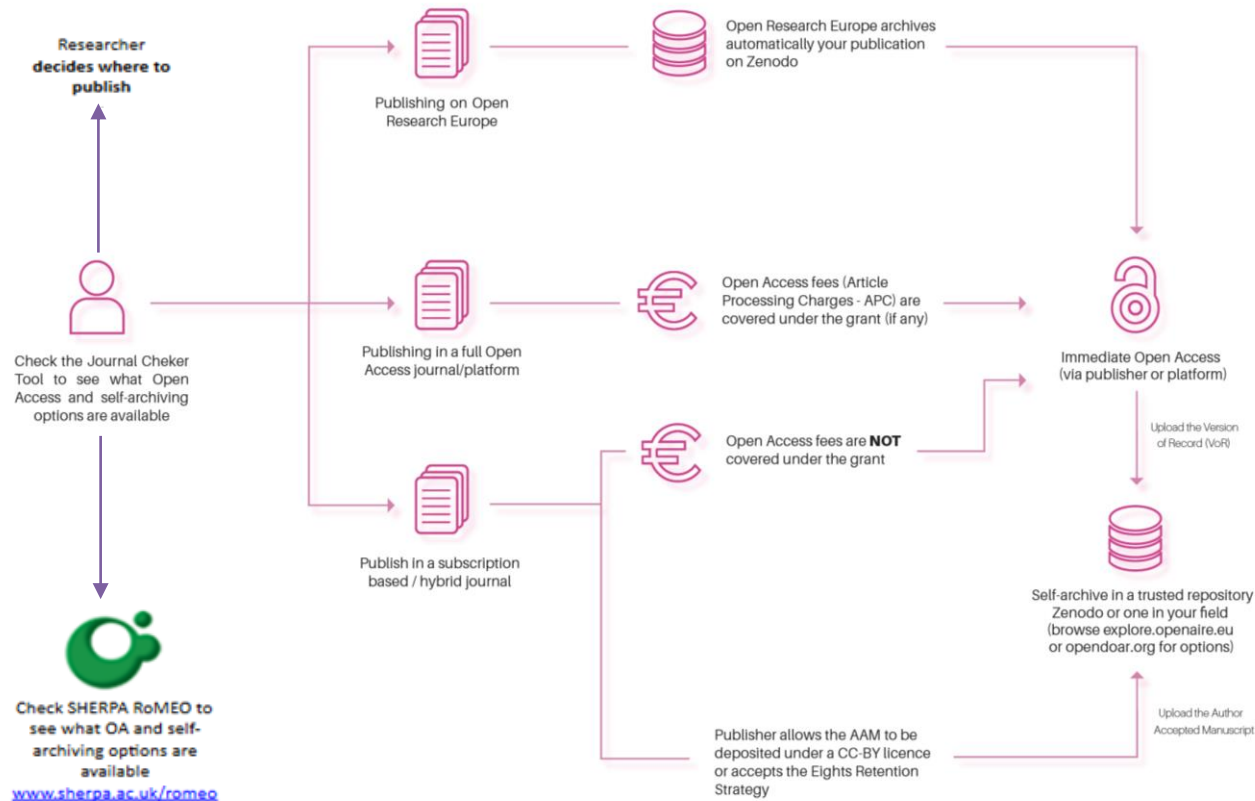 Researcher
decides where to
publish
Check the Journal Cheker
Tool to see what Open
Access and self-archiving
options are available
Check SHERPA RoMEO to
see what OA and self-
archiving options are
available
www.sherpa.ac.uk/romeo
Publishing on Open
Research Europe
Open Research Europe archives
automatically your publication
on Zenodo
Publishing in a full Open
Access journal/platform
Open Access fees (Article
Processing Charges - APC) are
covered under the grant (if any)
Publish in a subscription
based / hybrid journal
Open Access fees are NOT
covered under the grant
Publisher allows the AAM to be
deposited under a CC-BY licence
or accepts the Eights Retention
Strategy
Immediate Open Access
(via publisher or platform)
Upload the Version
of Record (VoR)
Self-archive in a trusted repository
Zenodo or one in your field
(browse explore.openaire.eu
or opendoar.org for options)
Upload the Author
Accepted Manuscript